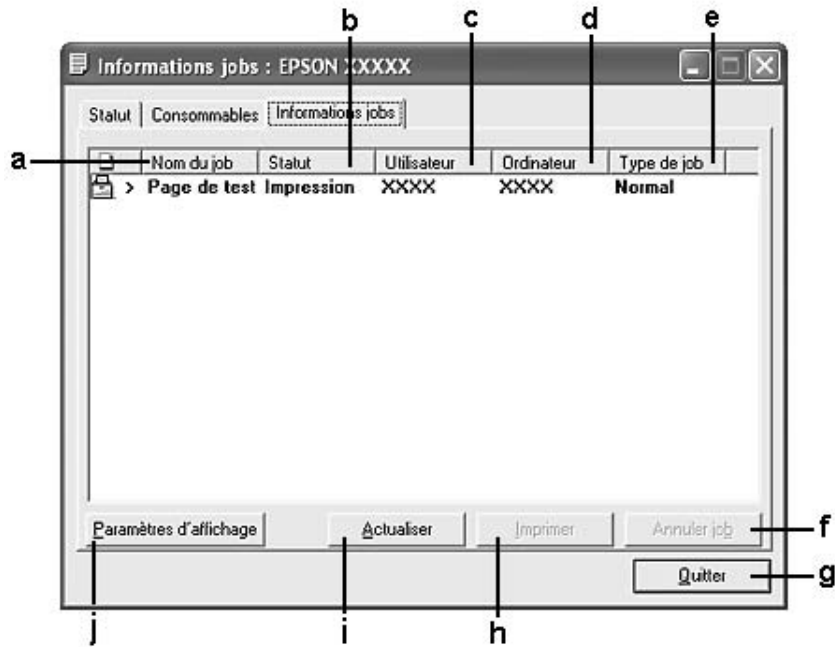 b c d e
Informations jobs : EPSON XXXXX
Statut Consommables Informations jobs
a Nom du job Statut Utilisateur Ordinateur Type de job
> Page de test Impression XXXX XXXX Normal
Paramètres d'affichage Actualiser Imprimer Annuler job f
Quitter g
j i h